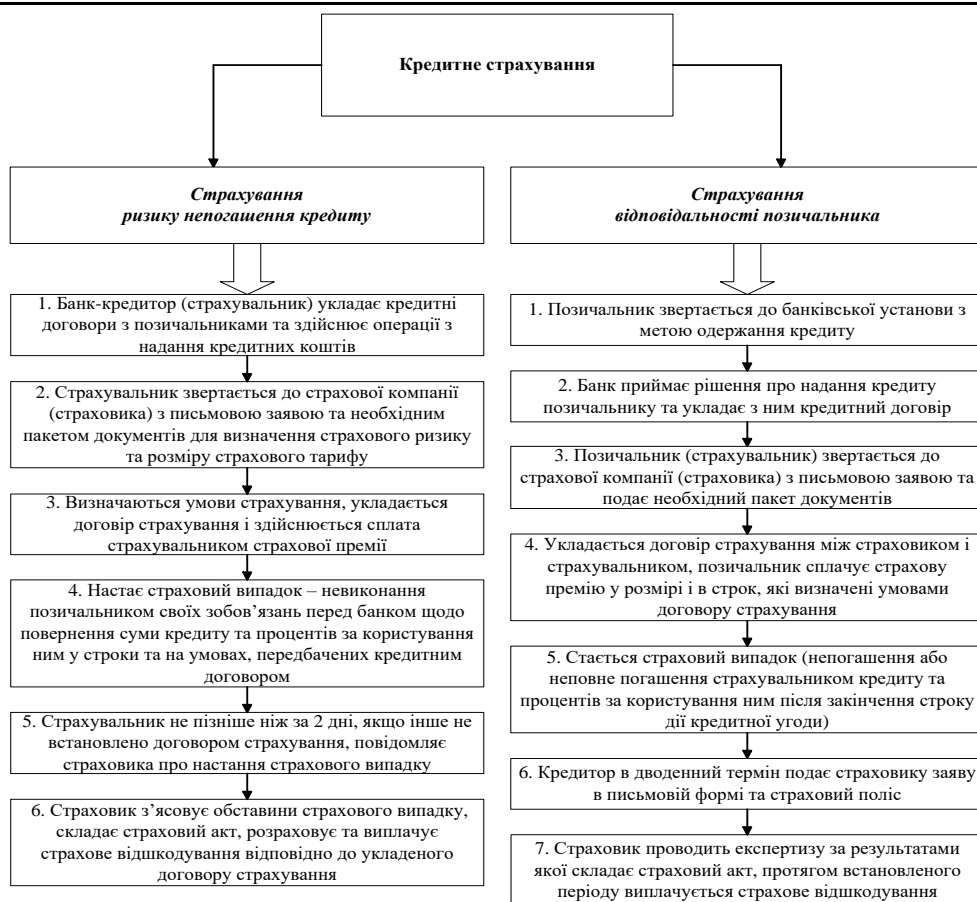 Кредитне страхування
Страхування
ризику непогашення кредиту
1. Банк-кредитор (страхувальник) укладає кредитні
договори з позичальниками та здійснює операції з
надання кредитних коштів
2. Страхувальник звертається до страхової компанії
(страховика) з письмовою заявою та необхідним
пакетом документів для визначення страхового ризику
та розміру страхового тарифу
3. Визначаються умови страхування, укладається
договір страхування і здійснюється сплата
страхувальником страхової премії
4. Настає страховий випадок – невиконання
позичальником своїх зобов’язань перед банком щодо
повернення суми кредиту та процентів за користування
ним у строки та на умовах, передбачених кредитним
договором
5. Страхувальник не пізніше ніж за 2 дні, якщо інше не
встановлено договором страхування, повідомляє
страховика про настання страхового випадку
6. Страховик з’ясовує обставини страхового випадку,
складає страховий акт, розраховує та виплачує
страхове відшкодування відповідно до укладеного
договору страхування
Страхування
відповідальності позичальника
1. Позичальник звертається до банківської установи з
метою одержання кредиту
2. Банк приймає рішення про надання кредиту
позичальнику та укладає з ним кредитний договір
3. Позичальник (страхувальник) звертається до
страхової компанії (страховика) з письмовою заявою та
подає необхідний пакет документів
4. Укладається договір страхування між страховиком і
страхувальником, позичальник сплачує страхову
премію у розмірі і в строк, які визначені умовами
договору страхування
5. Стається страховий випадок (непогашення або
неповне погашення страхувальником кредиту та
процентів за користування ним після закінчення строку
дії кредитної угоди)
6. Кредитор в дводенний термін подає страховику заяву
в письмовій формі та страховий поліс
7. Страховик проводить експертизу за результатами
якої складає страховий акт, протягом встановленого
періоду виплачується страхове відшкодування